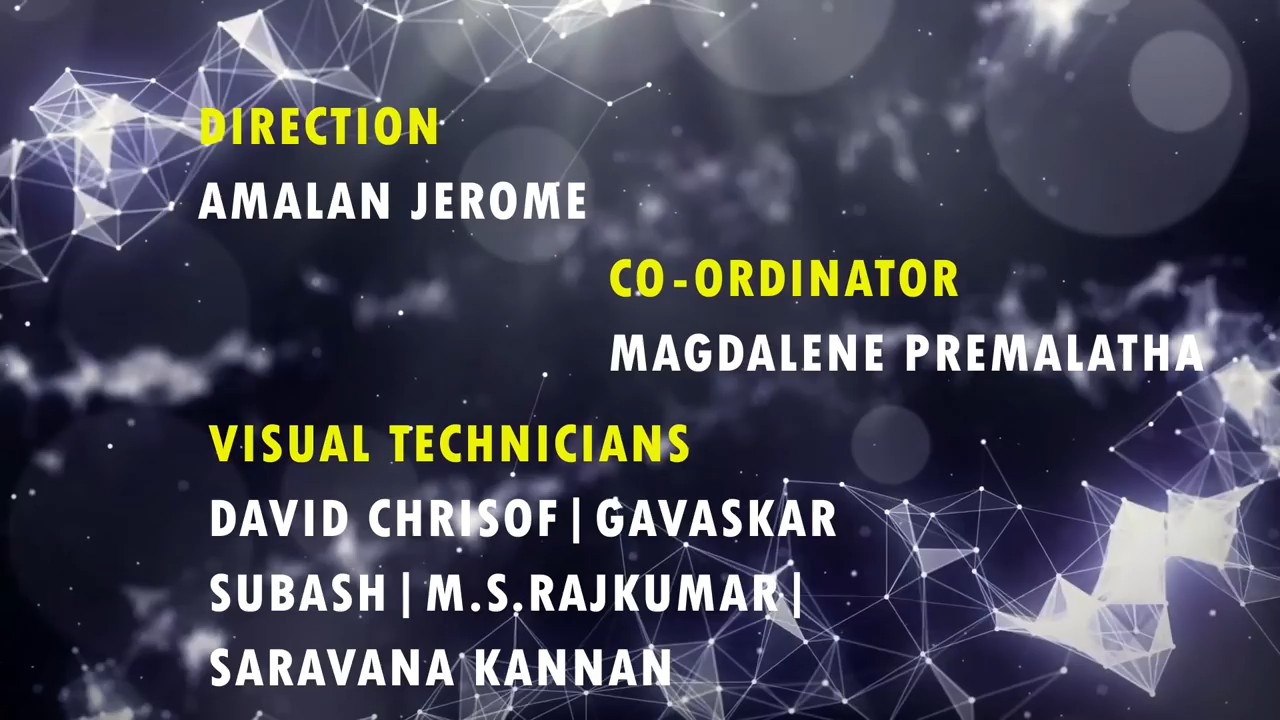 DIRECTION
AMALAN JEROME
CO-ORDINATOR
MAGDALENE PREMALATHA
VISUAL TECHNICIANS
DAVID CHRISOF|GAVASKAR
SUBASH|M.S.RAJKUMAR|
SARAVANA KANNAN